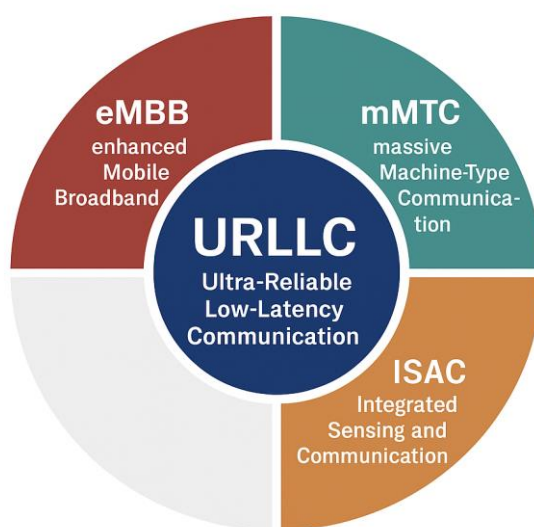 eMBB
enhanced
Mobile
Broadband
mMTC
massive
Machine-Type
Communica-
tion
URLLC
Ultra-Reliable
Low-Latency
Communication
ISAC
Integrated
Sensing and
Communication